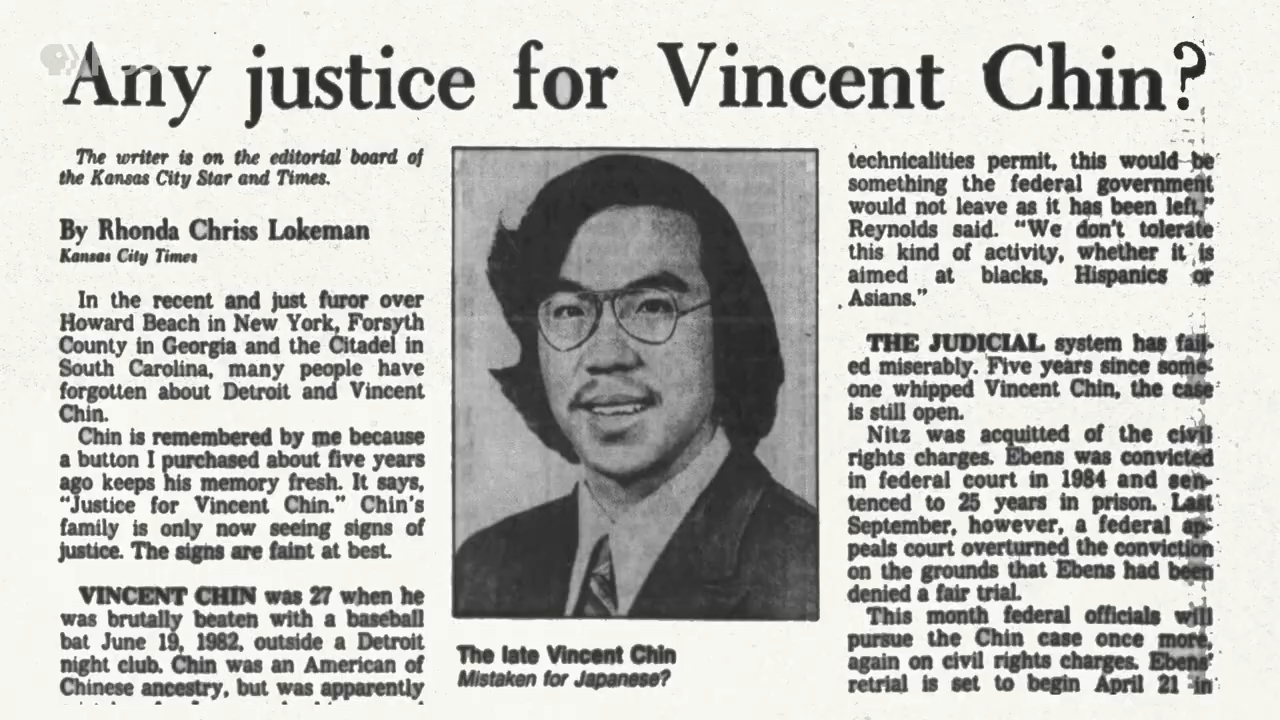 Any justice for Vincent Chin?
The writer is on the editorial board of
the Kansas City Star and Times.
By Rhonda Chriss Lokeman
Kansas City Times
In the recent and just furor over
Howard Beach in New York, Forsyth
County in Georgia and the Citadel in
South Carolina, many people have
forgotten about Detroit and Vincent
Chin.
Chin is remembered by me because
a button I purchased about five years
ago keeps his memory fresh. It says,
"Justice for Vincent Chin." Chin's
family is only now seeing signs of
justice. The signs are faint at best.
VINCENT CHIN was 27 when he
was brutally beaten with a baseball
bat June 19, 1982, outside a Detroit
night club. Chin was an American of
Chinese ancestry, but was apparently
The late Vincent Chin
Mistaken for Japanese?
technicalities permit, this would be
something the federal government
would not leave as it has been left,"
Reynolds said. "We don't tolerate
this kind of activity, whether it is
aimed at blacks, Hispanics or
Asians."
THE JUDICIAL system has fail-
ed miserably. Five years since some-
one whipped Vincent Chin, the case
is still open.
Nitz was acquitted of the civil
rights charges. Ebens was convicted
in federal court in 1984 and sen-
tenced to 25 years in prison. Last
September, however, a federal ap-
peals court overturned the conviction
on the grounds that Ebens had been
denied a fair trial.
This month federal officials will
pursue the Chin case once more,
again on civil rights charges. Ebens'
retrial is set to begin April 21 in